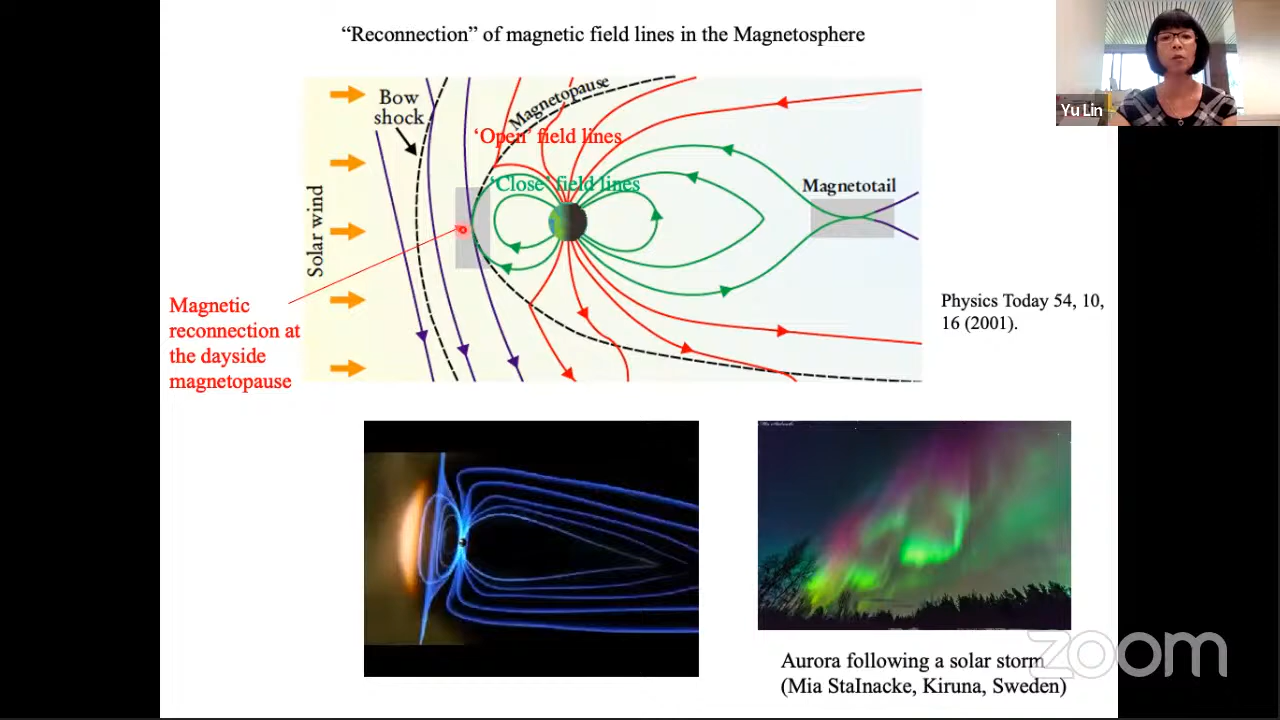 “Reconnection” of magnetic field lines in the Magnetosphere
Yu Lin
Bow
shock
Magnetopause
‘Open’ field lines
‘Close’ field lines
Magnetotail
Solar wind
Magnetic
reconnection at
the dayside
magnetopause
Physics Today 54, 10,
16 (2001).
Aurora following a solar storm
(Mia StaInacke, Kiruna, Sweden)
zoom